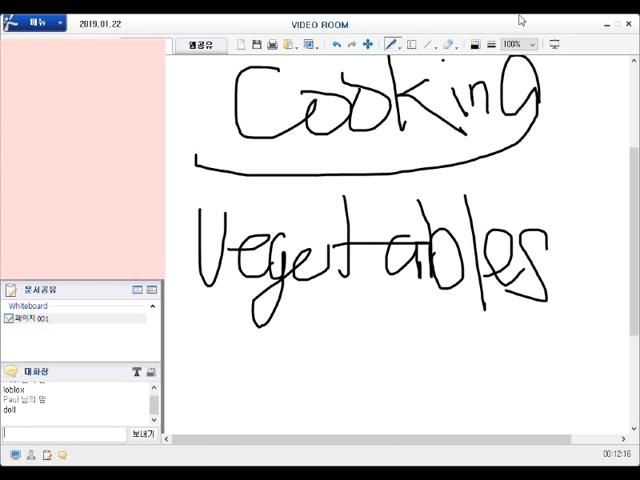 메뉴 2019.01.22 VIDEO ROOM
웹공유 100%
Cooking
Vegetables
문서공유
Whiteboard
페이지 001
대화창
loblox
Paul 님의 말
doll
보내기
00:12:16